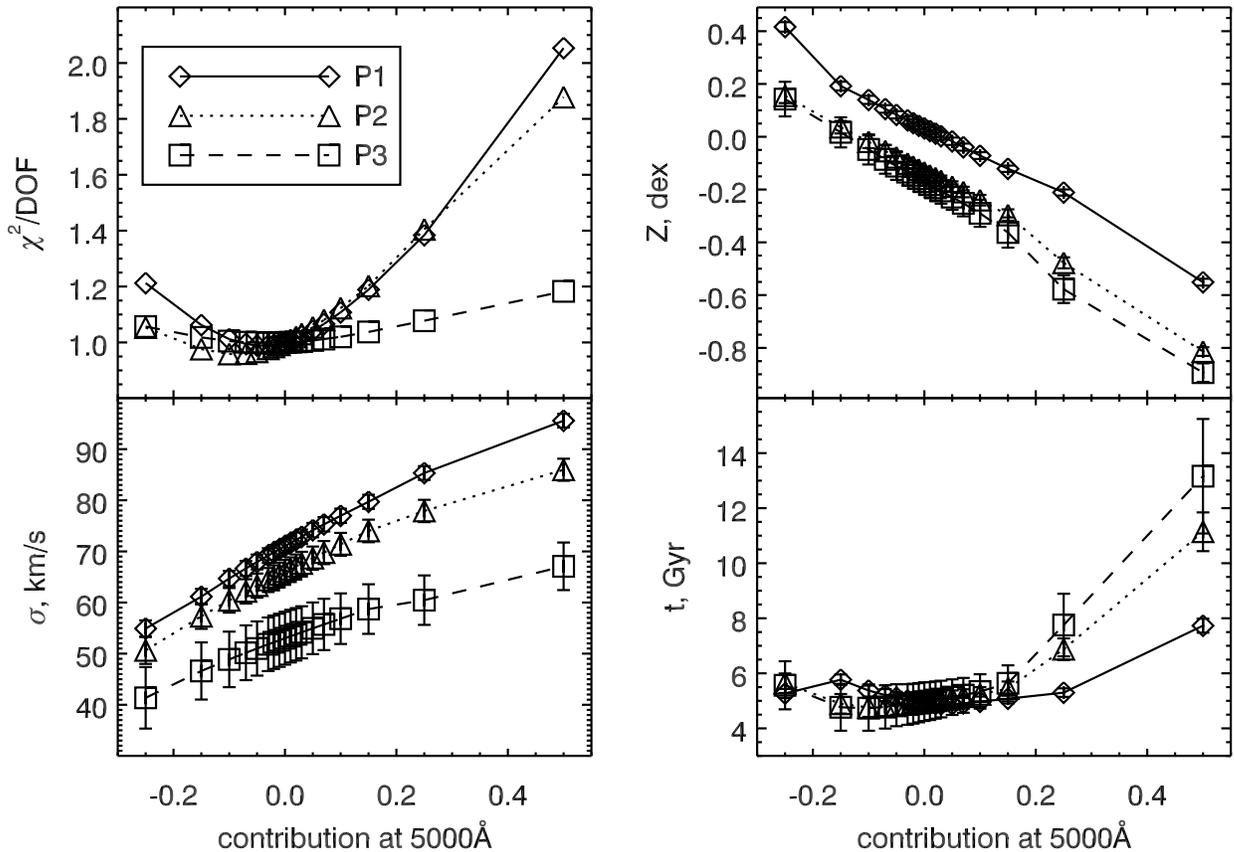 χ²/DOF
2.0
1.8
1.6
1.4
1.2
1.0
P1
P2
P3
Z, dex
0.4
0.2
0.0
-0.2
-0.4
-0.6
-0.8
σ, km/s
90
80
70
60
50
40
-0.2 0.0 0.2 0.4
contribution at 5000Å
t, Gyr
14
12
10
8
6
4
-0.2 0.0 0.2 0.4
contribution at 5000Å